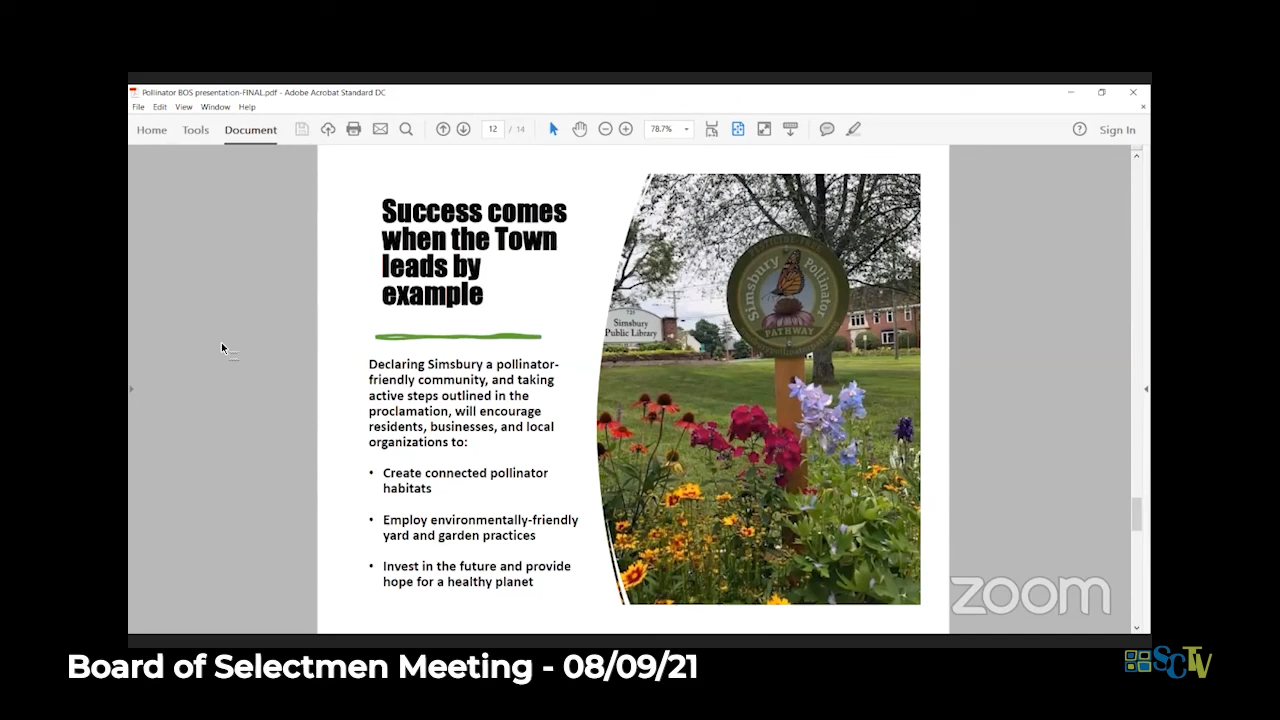 Pollinator BOS presentation-FINAL.pdf - Adobe Acrobat Standard DC
File Edit View Window Help
Home Tools Document 12 / 14 78.7% Sign In
Success comes
when the Town
leads by
example
Declaring Simsbury a pollinator-
friendly community, and taking
active steps outlined in the
proclamation, will encourage
residents, businesses, and local
organizations to:
• Create connected pollinator
habitats
• Employ environmentally-friendly
yard and garden practices
• Invest in the future and provide
hope for a healthy planet
725
Simsbury
Public Library
Simsbury Pollinator
PATHWAY
zoom
Board of Selectmen Meeting - 08/09/21
SCTV